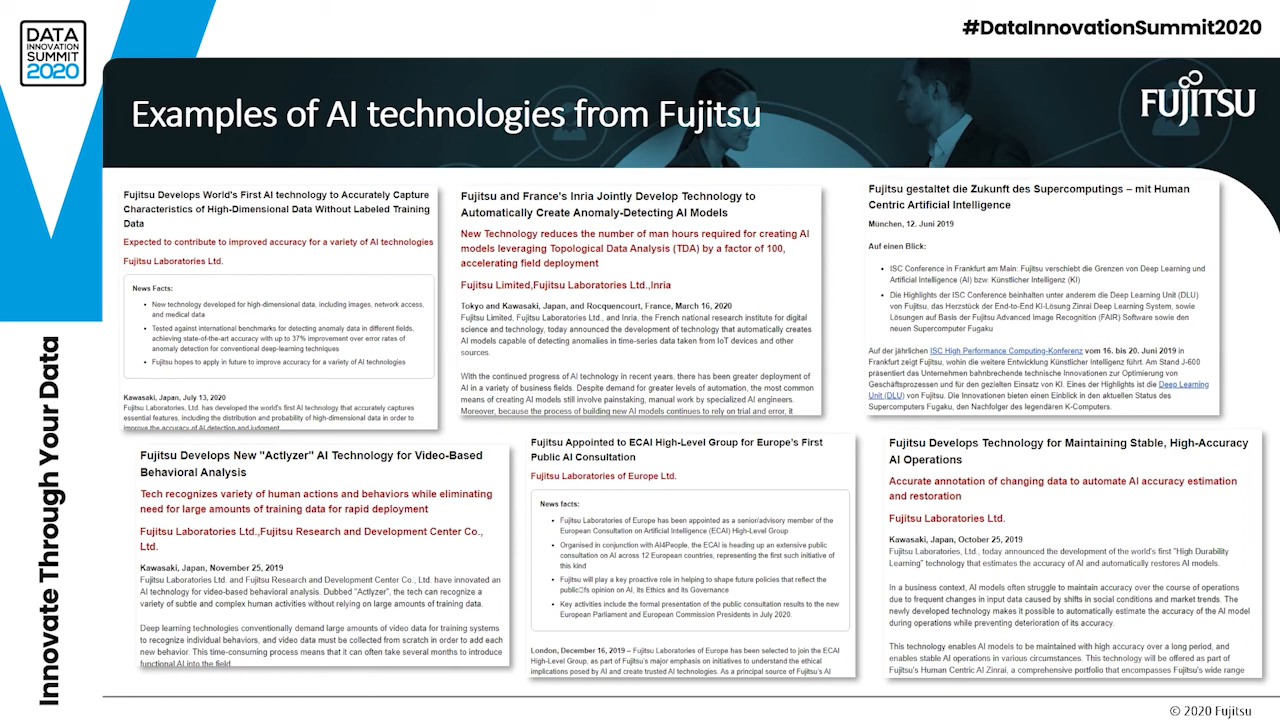 DATA
INNOVATION
SUMMIT
2020
#DataInnovationSummit2020
Examples of AI technologies from Fujitsu
FUJITSU
Innovate Through Your Data
Fujitsu Develops World's First AI technology to Accurately Capture
Characteristics of High-Dimensional Data Without Labeled Training
Data
Expected to contribute to improved accuracy for a variety of AI technologies
Fujitsu Laboratories Ltd.
News Facts:
• New technology developed for high-dimensional data, including images, network access,
and medical data
• Tested against international benchmarks for detecting anomaly data in different fields,
achieving state-of-the-art accuracy with up to 37% improvement over error rates of
anomaly detection for conventional deep-learning techniques
• Fujitsu hopes to apply in future to improve accuracy for a variety of AI technologies
Kawasaki, Japan, July 13, 2020
Fujitsu Laboratories, Ltd. has developed the world's first AI technology that accurately captures
essential features, including the distribution and probability of high-dimensional data in order to
improve the accuracy of AI detection and judgment.
Fujitsu and France's Inria Jointly Develop Technology to
Automatically Create Anomaly-Detecting AI Models
New Technology reduces the number of man hours required for creating AI
models leveraging Topological Data Analysis (TDA) by a factor of 100,
accelerating field deployment
Fujitsu Limited,Fujitsu Laboratories Ltd.,Inria
Tokyo and Kawasaki, Japan, and Rocquencourt, France, March 16, 2020
Fujitsu Limited, Fujitsu Laboratories Ltd., and Inria, the French national research institute for digital
science and technology, today announced the development of technology that automatically creates
AI models capable of detecting anomalies in time-series data taken from IoT devices and other
sources.
With the continued progress of AI technology in recent years, there has been greater deployment of
AI in a variety of business fields. Despite demand for greater levels of automation, the most common
means of creating AI models still involve painstaking, manual work by specialized AI engineers.
Moreover, because the process of building new AI models continues to rely on trial and error, it
Fujitsu gestaltet die Zukunft des Supercomputings – mit Human
Centric Artificial Intelligence
München, 12. Juni 2019
Auf einen Blick:
• ISC Conference in Frankfurt am Main: Fujitsu verschiebt die Grenzen von Deep Learning und
Artificial Intelligence (AI) bzw. Künstlicher Intelligenz (KI)
• Die Highlights der ISC Conference beinhalten unter anderem die Deep Learning Unit (DLU)
von Fujitsu, das Herzstück der End-to-End KI-Lösung Zinrai Deep Learning System, sowie
Lösungen auf Basis der Fujitsu Advanced Image Recognition (FAIR) Software sowie den
neuen Supercomputer Fugaku
Auf der jährlichen ISC High Performance Computing-Konferenz vom 16. bis 20. Juni 2019 in
Frankfurt zeigt Fujitsu, wohin die weitere Entwicklung Künstlicher Intelligenz führt. Am Stand J-600
präsentiert das Unternehmen bahnbrechende technische Innovationen zur Optimierung von
Geschäftsprozessen und für den gezielten Einsatz von KI. Eines der Highlights ist die Deep Learning
Unit (DLU) von Fujitsu. Die Innovationen bieten einen Einblick in den aktuellen Status des
Supercomputers Fugaku, den Nachfolger des legendären K-Computers.
Fujitsu Develops New "Actlyzer" AI Technology for Video-Based
Behavioral Analysis
Tech recognizes variety of human actions and behaviors while eliminating
need for large amounts of training data for rapid deployment
Fujitsu Laboratories Ltd.,Fujitsu Research and Development Center Co.,
Ltd.
Kawasaki, Japan, November 25, 2019
Fujitsu Laboratories Ltd. and Fujitsu Research and Development Center Co., Ltd. have innovated an
AI technology for video-based behavioral analysis. Dubbed "Actlyzer", the tech can recognize a
variety of subtle and complex human activities without relying on large amounts of training data.
Deep learning technologies conventionally demand large amounts of video data for training systems
to recognize individual behaviors, and video data must be collected from scratch in order to add each
new behavior. This time-consuming process means that it can often take several months to introduce
functional AI into the field
Fujitsu Appointed to ECAI High-Level Group for Europe's First
Public AI Consultation
Fujitsu Laboratories of Europe Ltd.
News facts:
• Fujitsu Laboratories of Europe has been appointed as a senior/advisory member of the
European Consultation on Artificial Intelligence (ECAI) High-Level Group
• Organised in conjunction with AI4People, the ECAI is heading up an extensive public
consultation on AI across 12 European countries, representing the first such initiative of
this kind
• Fujitsu will play a key proactive role in helping to shape future policies that reflect the
public□fs opinion on AI, its Ethics and its Governance
• Key activities include the formal presentation of the public consultation results to the new
European Parliament and European Commission Presidents in July 2020.
London, December 16, 2019 – Fujitsu Laboratories of Europe has been selected to join the ECAI
High-Level Group, as part of Fujitsu's major emphasis on initiatives to understand the ethical
implications posed by AI and create trusted AI technologies. As a principal source of Fujitsu's AI
Fujitsu Develops Technology for Maintaining Stable, High-Accuracy
AI Operations
Accurate annotation of changing data to automate AI accuracy estimation
and restoration
Fujitsu Laboratories Ltd.
Kawasaki, Japan, October 25, 2019
Fujitsu Laboratories, Ltd., today announced the development of the world's first "High Durability
Learning" technology that estimates the accuracy of AI and automatically restores AI models.
In a business context, AI models often struggle to maintain accuracy over the course of operations
due to frequent changes in input data caused by shifts in social conditions and market trends. The
newly developed technology makes it possible to automatically estimate the accuracy of the AI model
during operations while preventing deterioration of its accuracy.
This technology enables AI models to be maintained with high accuracy over a long period, and
enables stable AI operations in various circumstances. This technology will be offered as part of
Fujitsu's Human Centric AI Zinrai, a comprehensive portfolio that encompasses Fujitsu's wide range
© 2020 Fujitsu